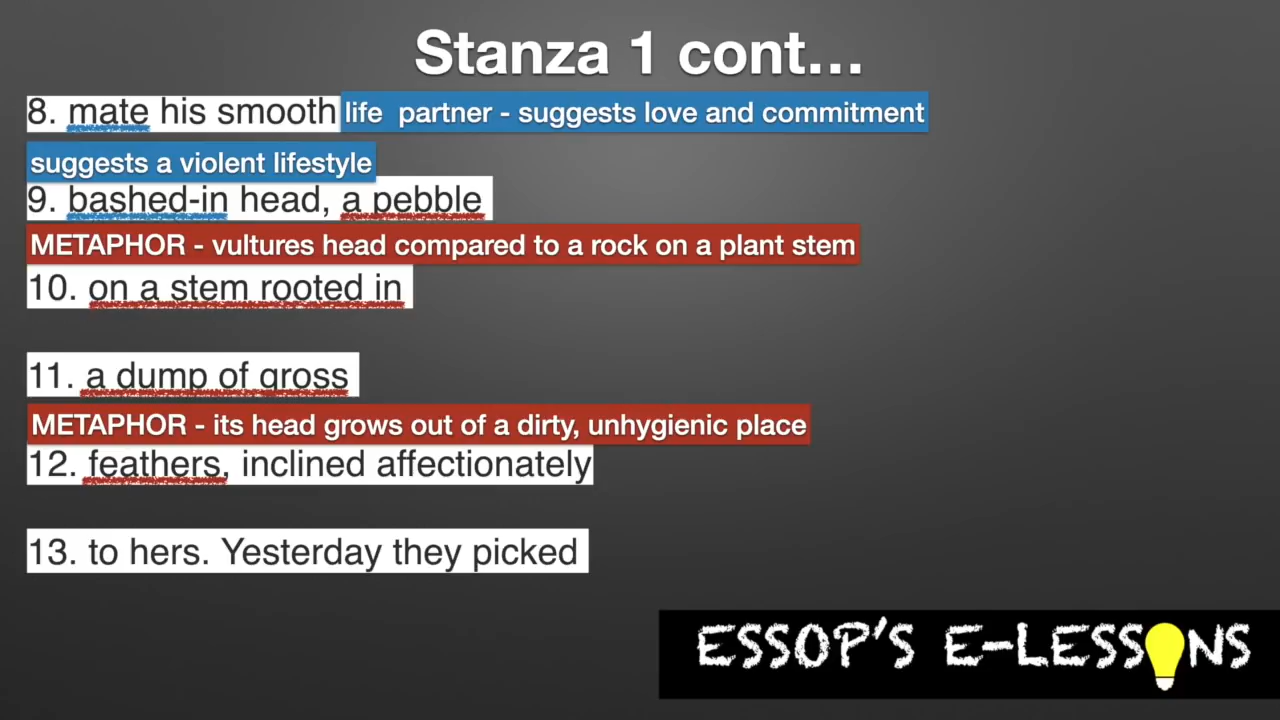 Stanza 1 cont...
8. mate his smooth life partner - suggests love and commitment
suggests a violent lifestyle
9. bashed-in head, a pebble
METAPHOR - vultures head compared to a rock on a plant stem
10. on a stem rooted in
11. a dump of gross
METAPHOR - its head grows out of a dirty, unhygienic place
12. feathers, inclined affectionately
13. to hers. Yesterday they picked
ESSOP'S E-LESSONS